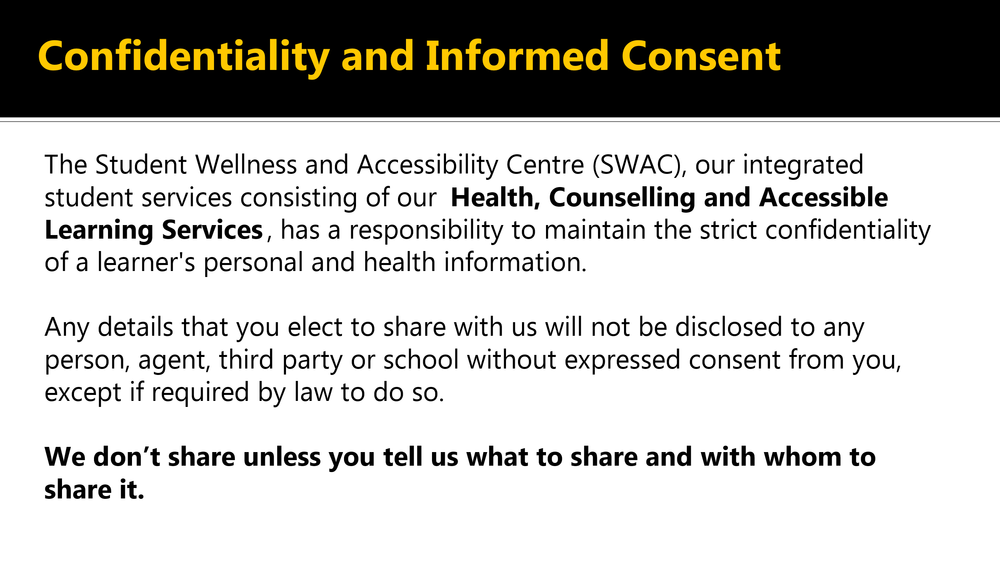 Confidentiality and Informed Consent
The Student Wellness and Accessibility Centre (SWAC), our integrated
student services consisting of our Health, Counselling and Accessible
Learning Services, has a responsibility to maintain the strict confidentiality
of a learner's personal and health information.
Any details that you elect to share with us will not be disclosed to any
person, agent, third party or school without expressed consent from you,
except if required by law to do so.
We don’t share unless you tell us what to share and with whom to
share it.